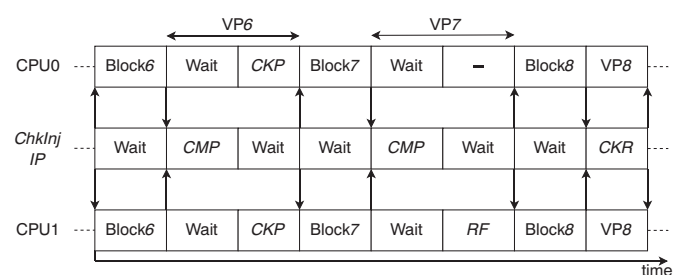 VP6 VP7
CPU0 Block6 Wait CKP Block7 Wait – Block8 VP8
ChkInj
IP
Wait CMP Wait Wait CMP Wait Wait CKR
CPU1 Block6 Wait CKP Block7 Wait RF Block8 VP8
time